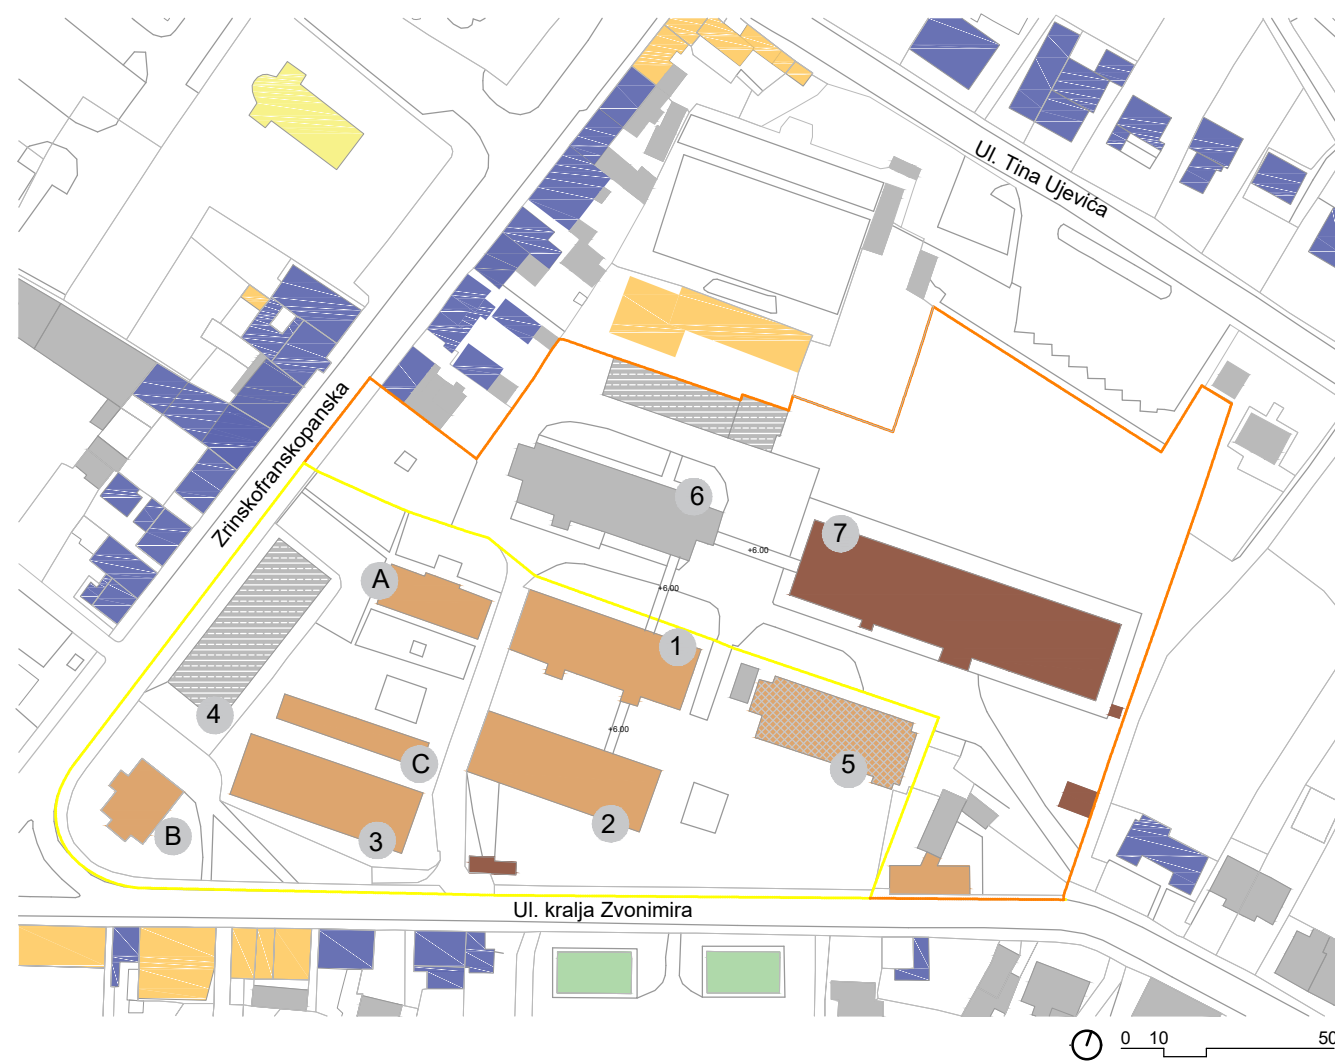 Ul. Tina Ujevića
Zrinskofranskopanska
6
7
+6.00
A
+6.00
1
4
+6.00
C
5
B
3
2
Ul. kralja Zvonimira
0 10 50